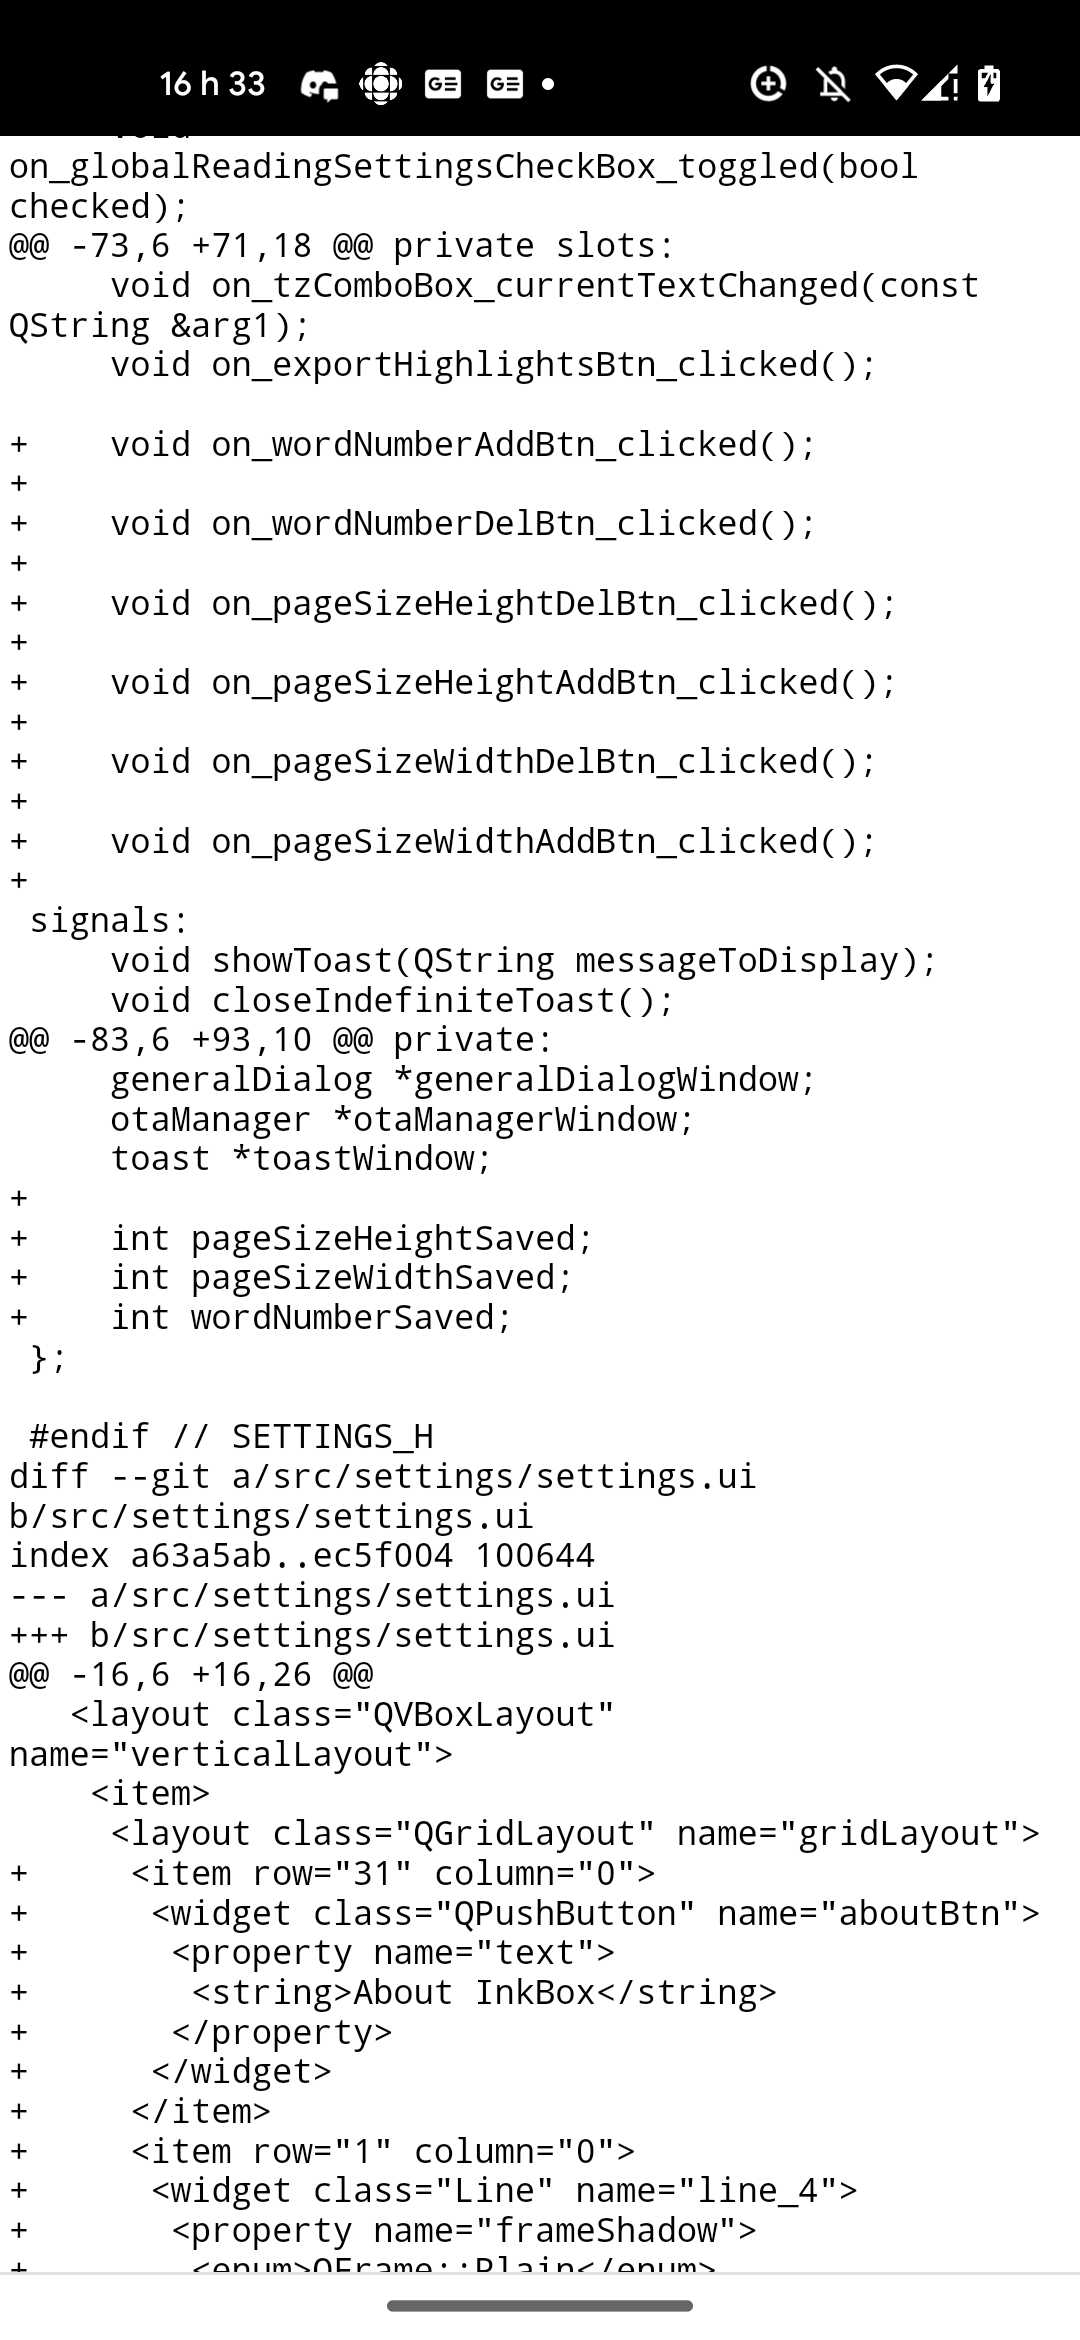 16 h 33
on_globalReadingSettingsCheckBox_toggled(bool
checked);
@@ -73,6 +71,18 @@ private slots:
     void on_tzComboBox_currentTextChanged(const
QString &arg1);
     void on_exportHighlightsBtn_clicked();

+    void on_wordNumberAddBtn_clicked();
+
+    void on_wordNumberDelBtn_clicked();
+
+    void on_pageSizeHeightDelBtn_clicked();
+
+    void on_pageSizeHeightAddBtn_clicked();
+
+    void on_pageSizeWidthDelBtn_clicked();
+
+    void on_pageSizeWidthAddBtn_clicked();
+
 signals:
     void showToast(QString messageToDisplay);
     void closeIndefiniteToast();
@@ -83,6 +93,10 @@ private:
     generalDialog *generalDialogWindow;
     otaManager *otaManagerWindow;
     toast *toastWindow;
+
+    int pageSizeHeightSaved;
+    int pageSizeWidthSaved;
+    int wordNumberSaved;
 };

 #endif // SETTINGS_H
diff --git a/src/settings/settings.ui
b/src/settings/settings.ui
index a63a5ab..ec5f004 100644
--- a/src/settings/settings.ui
+++ b/src/settings/settings.ui
@@ -16,6 +16,26 @@
   <layout class="QVBoxLayout"
name="verticalLayout">
    <item>
     <layout class="QGridLayout" name="gridLayout">
+     <item row="31" column="0">
+      <widget class="QPushButton" name="aboutBtn">
+       <property name="text">
+        <string>About InkBox</string>
+       </property>
+      </widget>
+     </item>
+     <item row="1" column="0">
+      <widget class="Line" name="line_4">
+       <property name="frameShadow">
+        <enum>QFrame::Plain</enum>